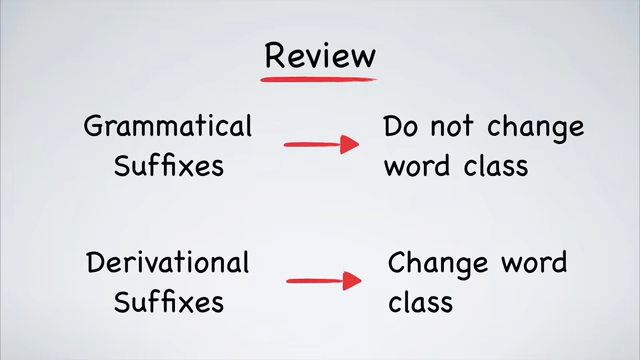 Review
Grammatical
Suffixes
Do not change
word class
Derivational
Suffixes
Change word
class